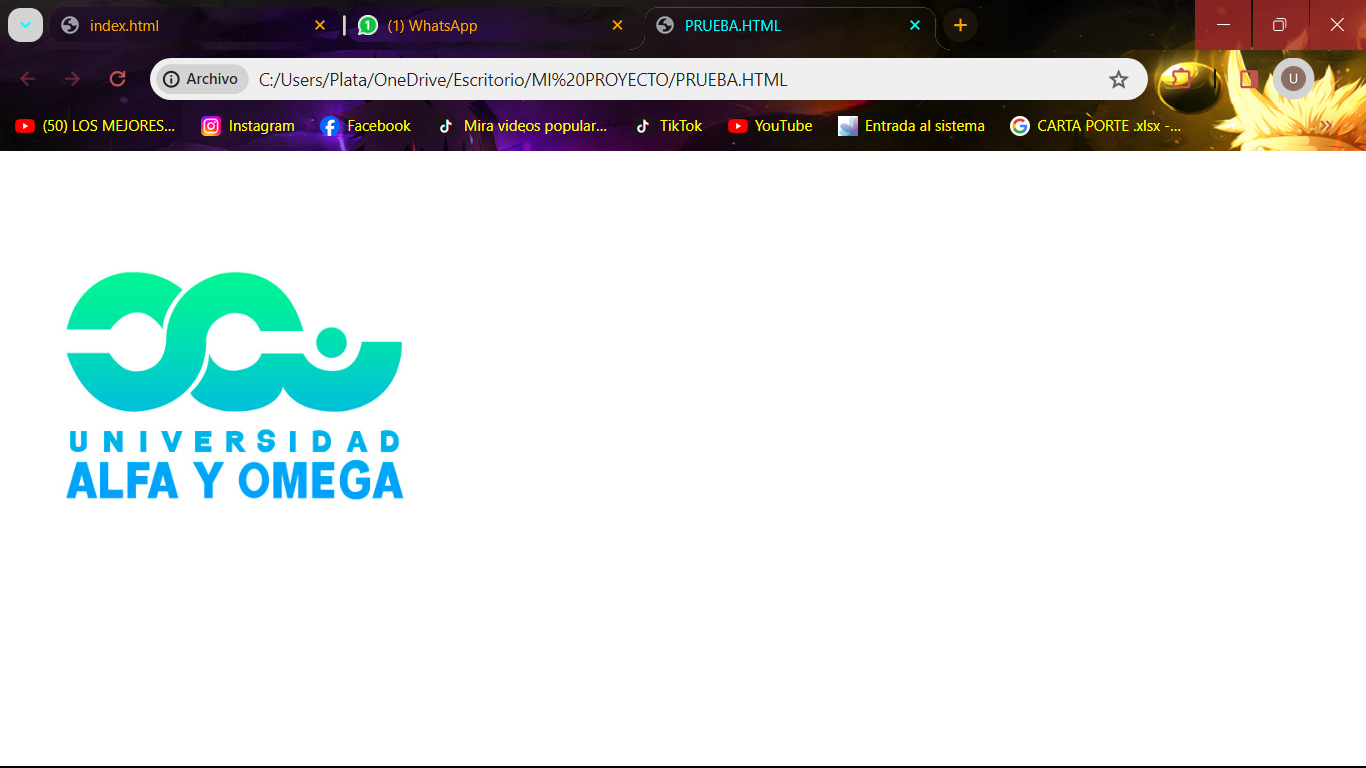 index.html
(1) WhatsApp
PRUEBA.HTML
Archivo
C:/Users/Plata/OneDrive/Escritorio/MI%20PROYECTO/PRUEBA.HTML
U
(50) LOS MEJORES...
Instagram
Facebook
Mira videos popular...
TikTok
YouTube
Entrada al sistema
CARTA PORTE .xlsx -...
UNIVERSIDAD
ALFA Y OMEGA